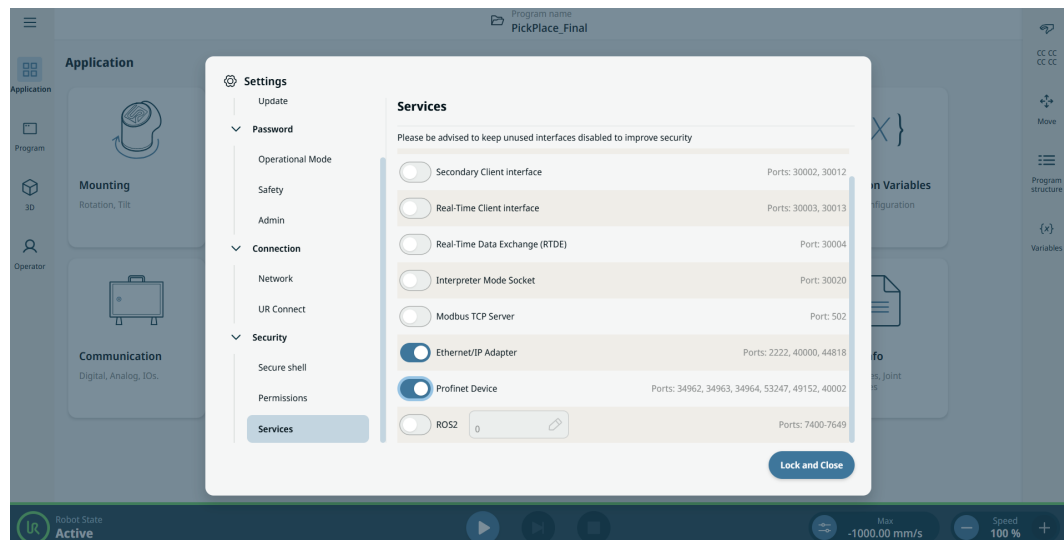 Program name
PickPlace_Final
Application
Application
Program
3D
Operator
Mounting
Rotation, Tilt
Communication
Digital, Analog, IOs.
Settings
Update
Password
Operational Mode
Safety
Admin
Connection
Network
UR Connect
Security
Secure shell
Permissions
Services
Services
Please be advised to keep unused interfaces disabled to improve security
Secondary Client interface Ports: 30002, 30012
Real-Time Client interface Ports: 30003, 30013
Real-Time Data Exchange (RTDE) Port: 30004
Interpreter Mode Socket Port: 30020
Modbus TCP Server Port: 502
Ethernet/IP Adapter Ports: 2222, 40000, 44818
Profinet Device Ports: 34962, 34963, 34964, 53247, 49152, 40002
ROS2 0 Ports: 7400-7649
Lock and Close
X }
Variables
Joint
CC CC
CC CC
Move
Program
structure
{x}
Variables
UR
Robot State
Active
Max
-1000.00 mm/s
Speed
100 %